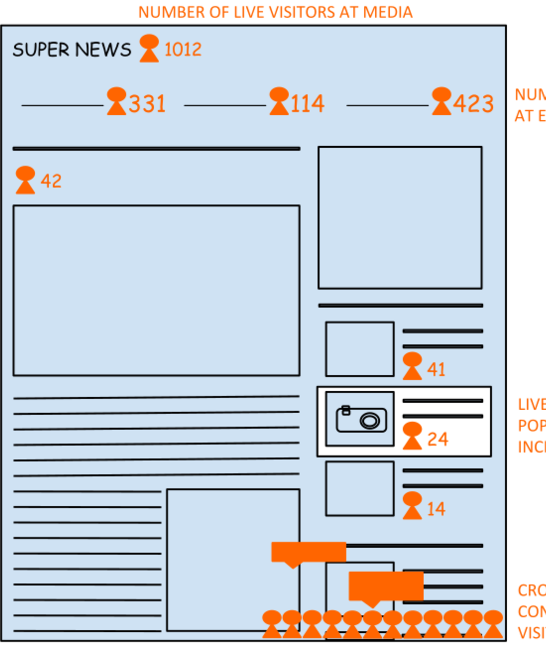 NUMBER OF LIVE VISITORS AT MEDIA
SUPER NEWS 1012
331 114 423
NUM
AT E
42
41
LIVE
POP
24
14
CRO
CON
VISI